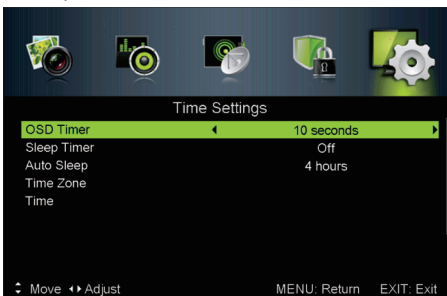 Time Settings
OSD Timer 10 seconds
Sleep Timer Off
Auto Sleep 4 hours
Time Zone
Time
Move Adjust MENU: Return EXIT: Exit